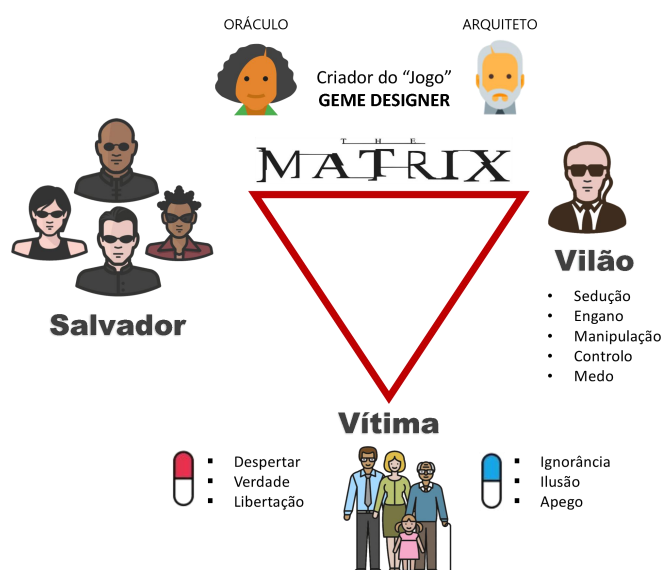 ORÁCULO
ARQUITETO
Criador do “Jogo”
GEME DESIGNER
THE
MATRIX
Salvador
Vilão
• Sedução
• Engano
• Manipulação
• Controlo
• Medo
Vítima
▪ Despertar
▪ Verdade
▪ Libertação
▪ Ignorância
▪ Ilusão
▪ Apego